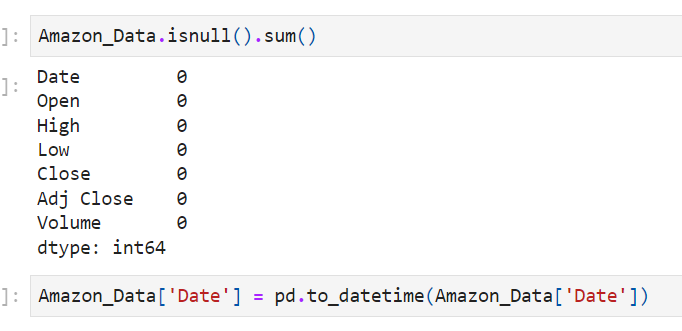 ]: Amazon_Data.isnull().sum()
]: Date 0
Open 0
High 0
Low 0
Close 0
Adj Close 0
Volume 0
dtype: int64
]: Amazon_Data['Date'] = pd.to_datetime(Amazon_Data['Date'])